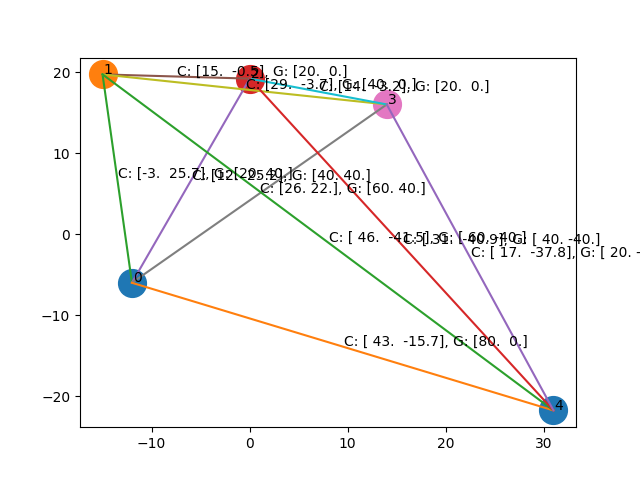 20
10
0
−10
−20
−10
0
10
20
30
1
2
3
0
4
C: [15. -0.5], G: [20. 0.]
C: [29. -3.7], G: [40. 0.]
C: [14. -3.2], G: [20. 0.]
C: [-3. 25.7], G: [20. 40.]
C: [12. 25.2], G: [40. 40.]
C: [26. 22.], G: [60. 40.]
C: [ 46. -41.5], G: [ 60. -40.]
C: [ 31. -40.9], G: [ 40. -40.]
C: [ 17. -37.8], G: [ 20. -
C: [ 43. -15.7], G: [80. 0.]